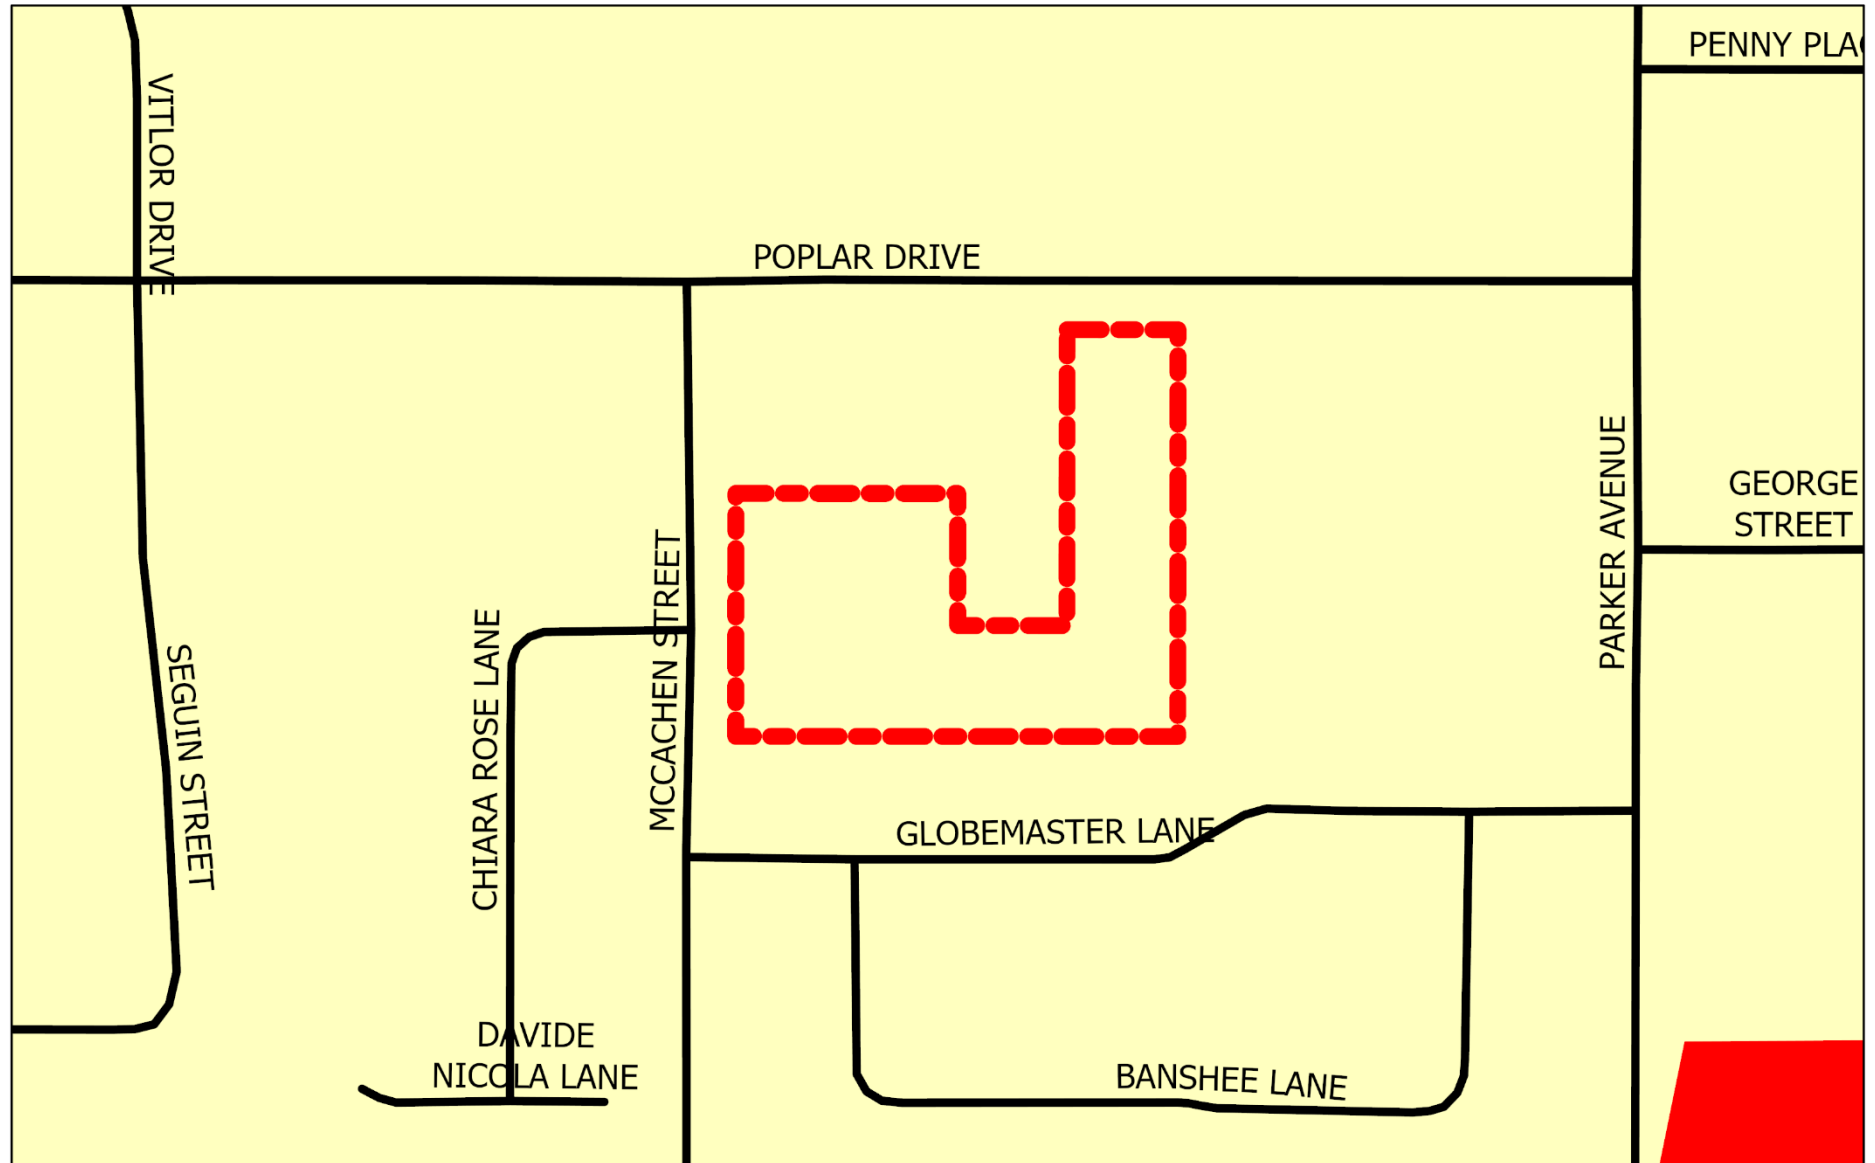 PENNY PLAC
VITLOR DRIVE
POPLAR DRIVE
PARKER AVENUE
GEORGE
STREET
MCCACHEN STREET
CHIARA ROSE LANE
SEGUIN STREET
GLOBEMASTER LANE
DAVIDE
NICOLA LANE
BANSHEE LANE